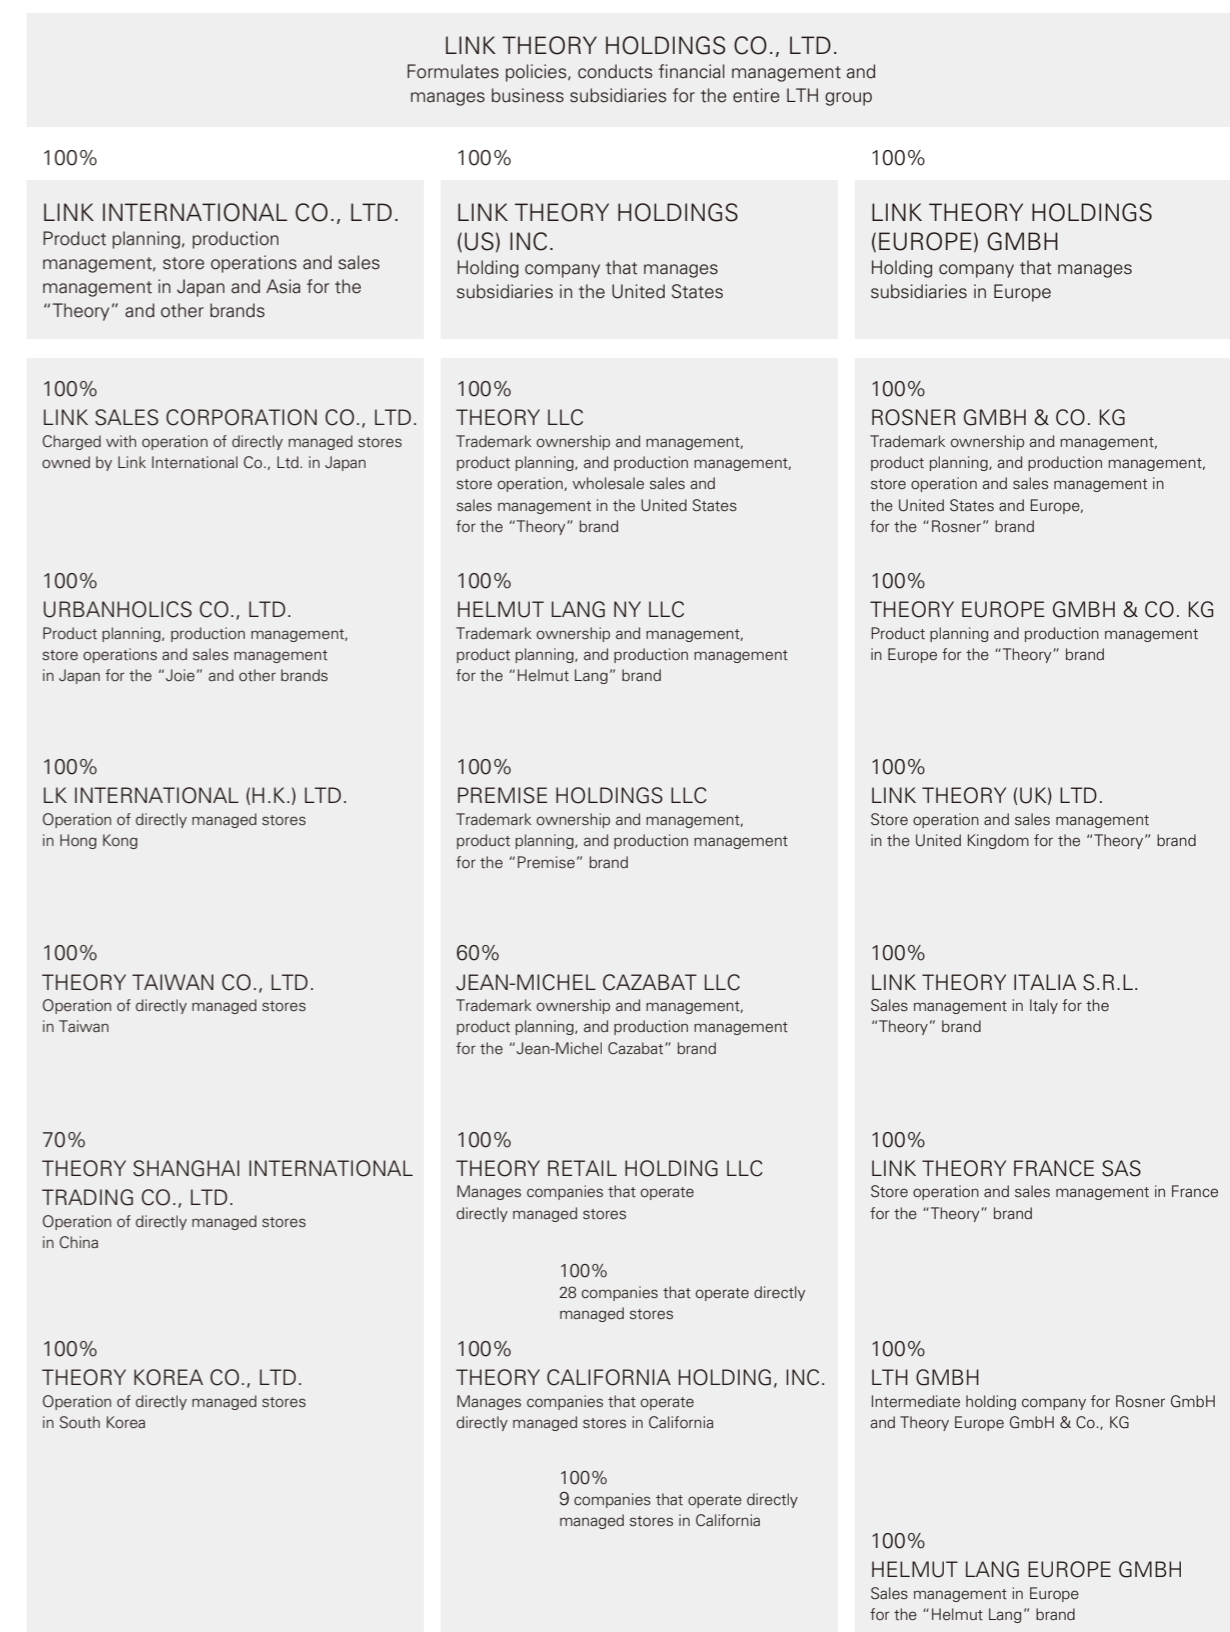 LINK THEORY HOLDINGS CO., LTD.
Formulates policies, conducts financial management and
manages business subsidiaries for the entire LTH group
100%
LINK INTERNATIONAL CO., LTD.
Product planning, production
management, store operations and sales
management in Japan and Asia for the
“Theory” and other brands
100%
LINK SALES CORPORATION CO., LTD.
Charged with operation of directly managed stores
owned by Link International Co., Ltd. in Japan
100%
URBANHOLICS CO., LTD.
Product planning, production management,
store operations and sales management
in Japan for the “Joie” and other brands
100%
LK INTERNATIONAL (H.K.) LTD.
Operation of directly managed stores
in Hong Kong
100%
THEORY TAIWAN CO., LTD.
Operation of directly managed stores
in Taiwan
70%
THEORY SHANGHAI INTERNATIONAL
TRADING CO., LTD.
Operation of directly managed stores
in China
100%
THEORY KOREA CO., LTD.
Operation of directly managed stores
in South Korea
100%
LINK THEORY HOLDINGS
(US) INC.
Holding company that manages
subsidiaries in the United States
100%
THEORY LLC
Trademark ownership and management,
product planning, and production management,
store operation, wholesale sales and
sales management in the United States
for the “Theory” brand
100%
HELMUT LANG NY LLC
Trademark ownership and management,
product planning, and production management
for the “Helmut Lang” brand
100%
PREMISE HOLDINGS LLC
Trademark ownership and management,
product planning, and production management
for the “Premise” brand
60%
JEAN-MICHEL CAZABAT LLC
Trademark ownership and management,
product planning, and production management
for the “Jean-Michel Cazabat” brand
100%
THEORY RETAIL HOLDING LLC
Manages companies that operate
directly managed stores
100%
28 companies that operate directly
managed stores
100%
THEORY CALIFORNIA HOLDING, INC.
Manages companies that operate
directly managed stores in California
100%
9 companies that operate directly
managed stores in California
100%
LINK THEORY HOLDINGS
(EUROPE) GMBH
Holding company that manages
subsidiaries in Europe
100%
ROSNER GMBH & CO. KG
Trademark ownership and management,
product planning, and production management,
store operation and sales management in
the United States and Europe,
for the “Rosner” brand
100%
THEORY EUROPE GMBH & CO. KG
Product planning and production management
in Europe for the “Theory” brand
100%
LINK THEORY (UK) LTD.
Store operation and sales management
in the United Kingdom for the “Theory” brand
100%
LINK THEORY ITALIA S.R.L.
Sales management in Italy for the
“Theory” brand
100%
LINK THEORY FRANCE SAS
Store operation and sales management in France
for the “Theory” brand
100%
LTH GMBH
Intermediate holding company for Rosner GmbH
and Theory Europe GmbH & Co., KG
100%
HELMUT LANG EUROPE GMBH
Sales management in Europe
for the “Helmut Lang” brand